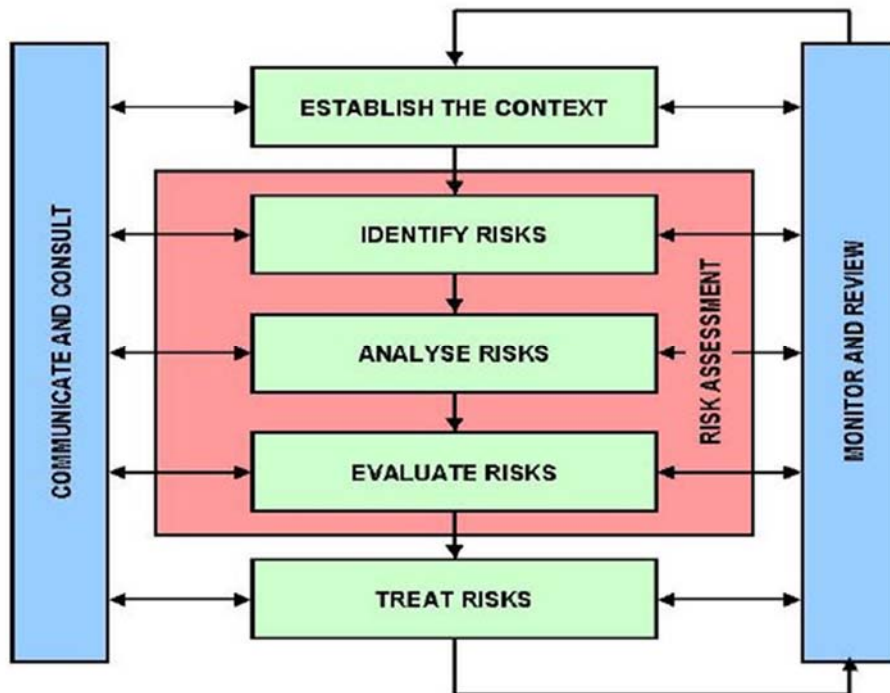 ESTABLISH THE CONTEXT
COMMUNICATE AND CONSULT
IDENTIFY RISKS
ANALYSE RISKS
EVALUATE RISKS
RISK ASSESSMENT
MONITOR AND REVIEW
TREAT RISKS